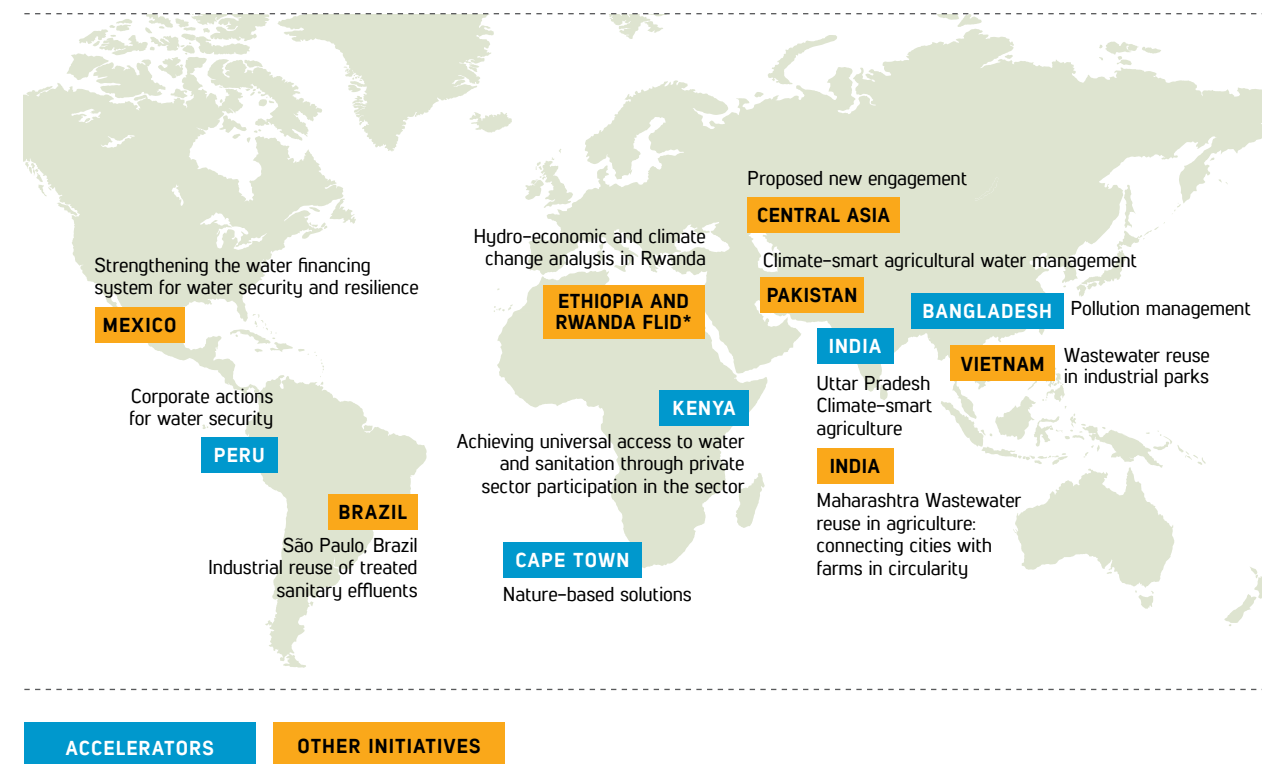 Proposed new engagement
CENTRAL ASIA
Hydro-economic and climate
change analysis in Rwanda
ETHIOPIA AND
RWANDA FLID*
Strengthening the water financing
system for water security and resilience
MEXICO
Climate-smart agricultural water management
PAKISTAN
BANGLADESH
Pollution management
INDIA
Uttar Pradesh
Climate-smart
agriculture
VIETNAM
Wastewater reuse
in industrial parks
Corporate actions
for water security
PERU
KENYA
Achieving universal access to water
and sanitation through private
sector participation in the sector
INDIA
Maharashtra Wastewater
reuse in agriculture:
connecting cities with
farms in circularity
BRAZIL
São Paulo, Brazil
Industrial reuse of treated
sanitary effluents
CAPE TOWN
Nature-based solutions
ACCELERATORS
OTHER INITIATIVES